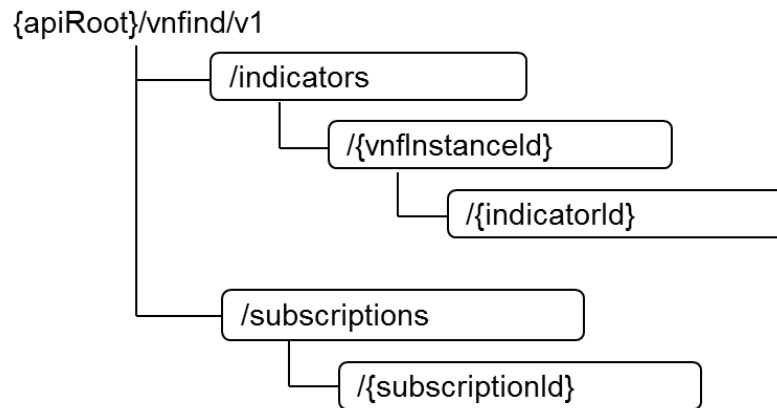 {apiRoot}/vnfind/v1
/indicators
/{vnfInstanceId}
/{indicatorId}
/subscriptions
/{subscriptionId}